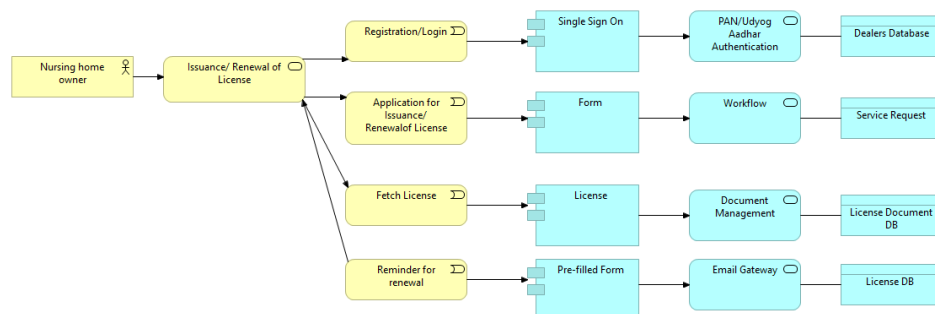 Nursing home
owner
Issuance/ Renewal of
License
Registration/Login
Single Sign On
PAN/Udyog
Aadhar
Authentication
Dealers Database
Application for
Issuance/
Renewalof License
Form
Workflow
Service Request
Fetch License
License
Document
Management
License Document
DB
Reminder for
renewal
Pre-filled Form
Email Gateway
License DB